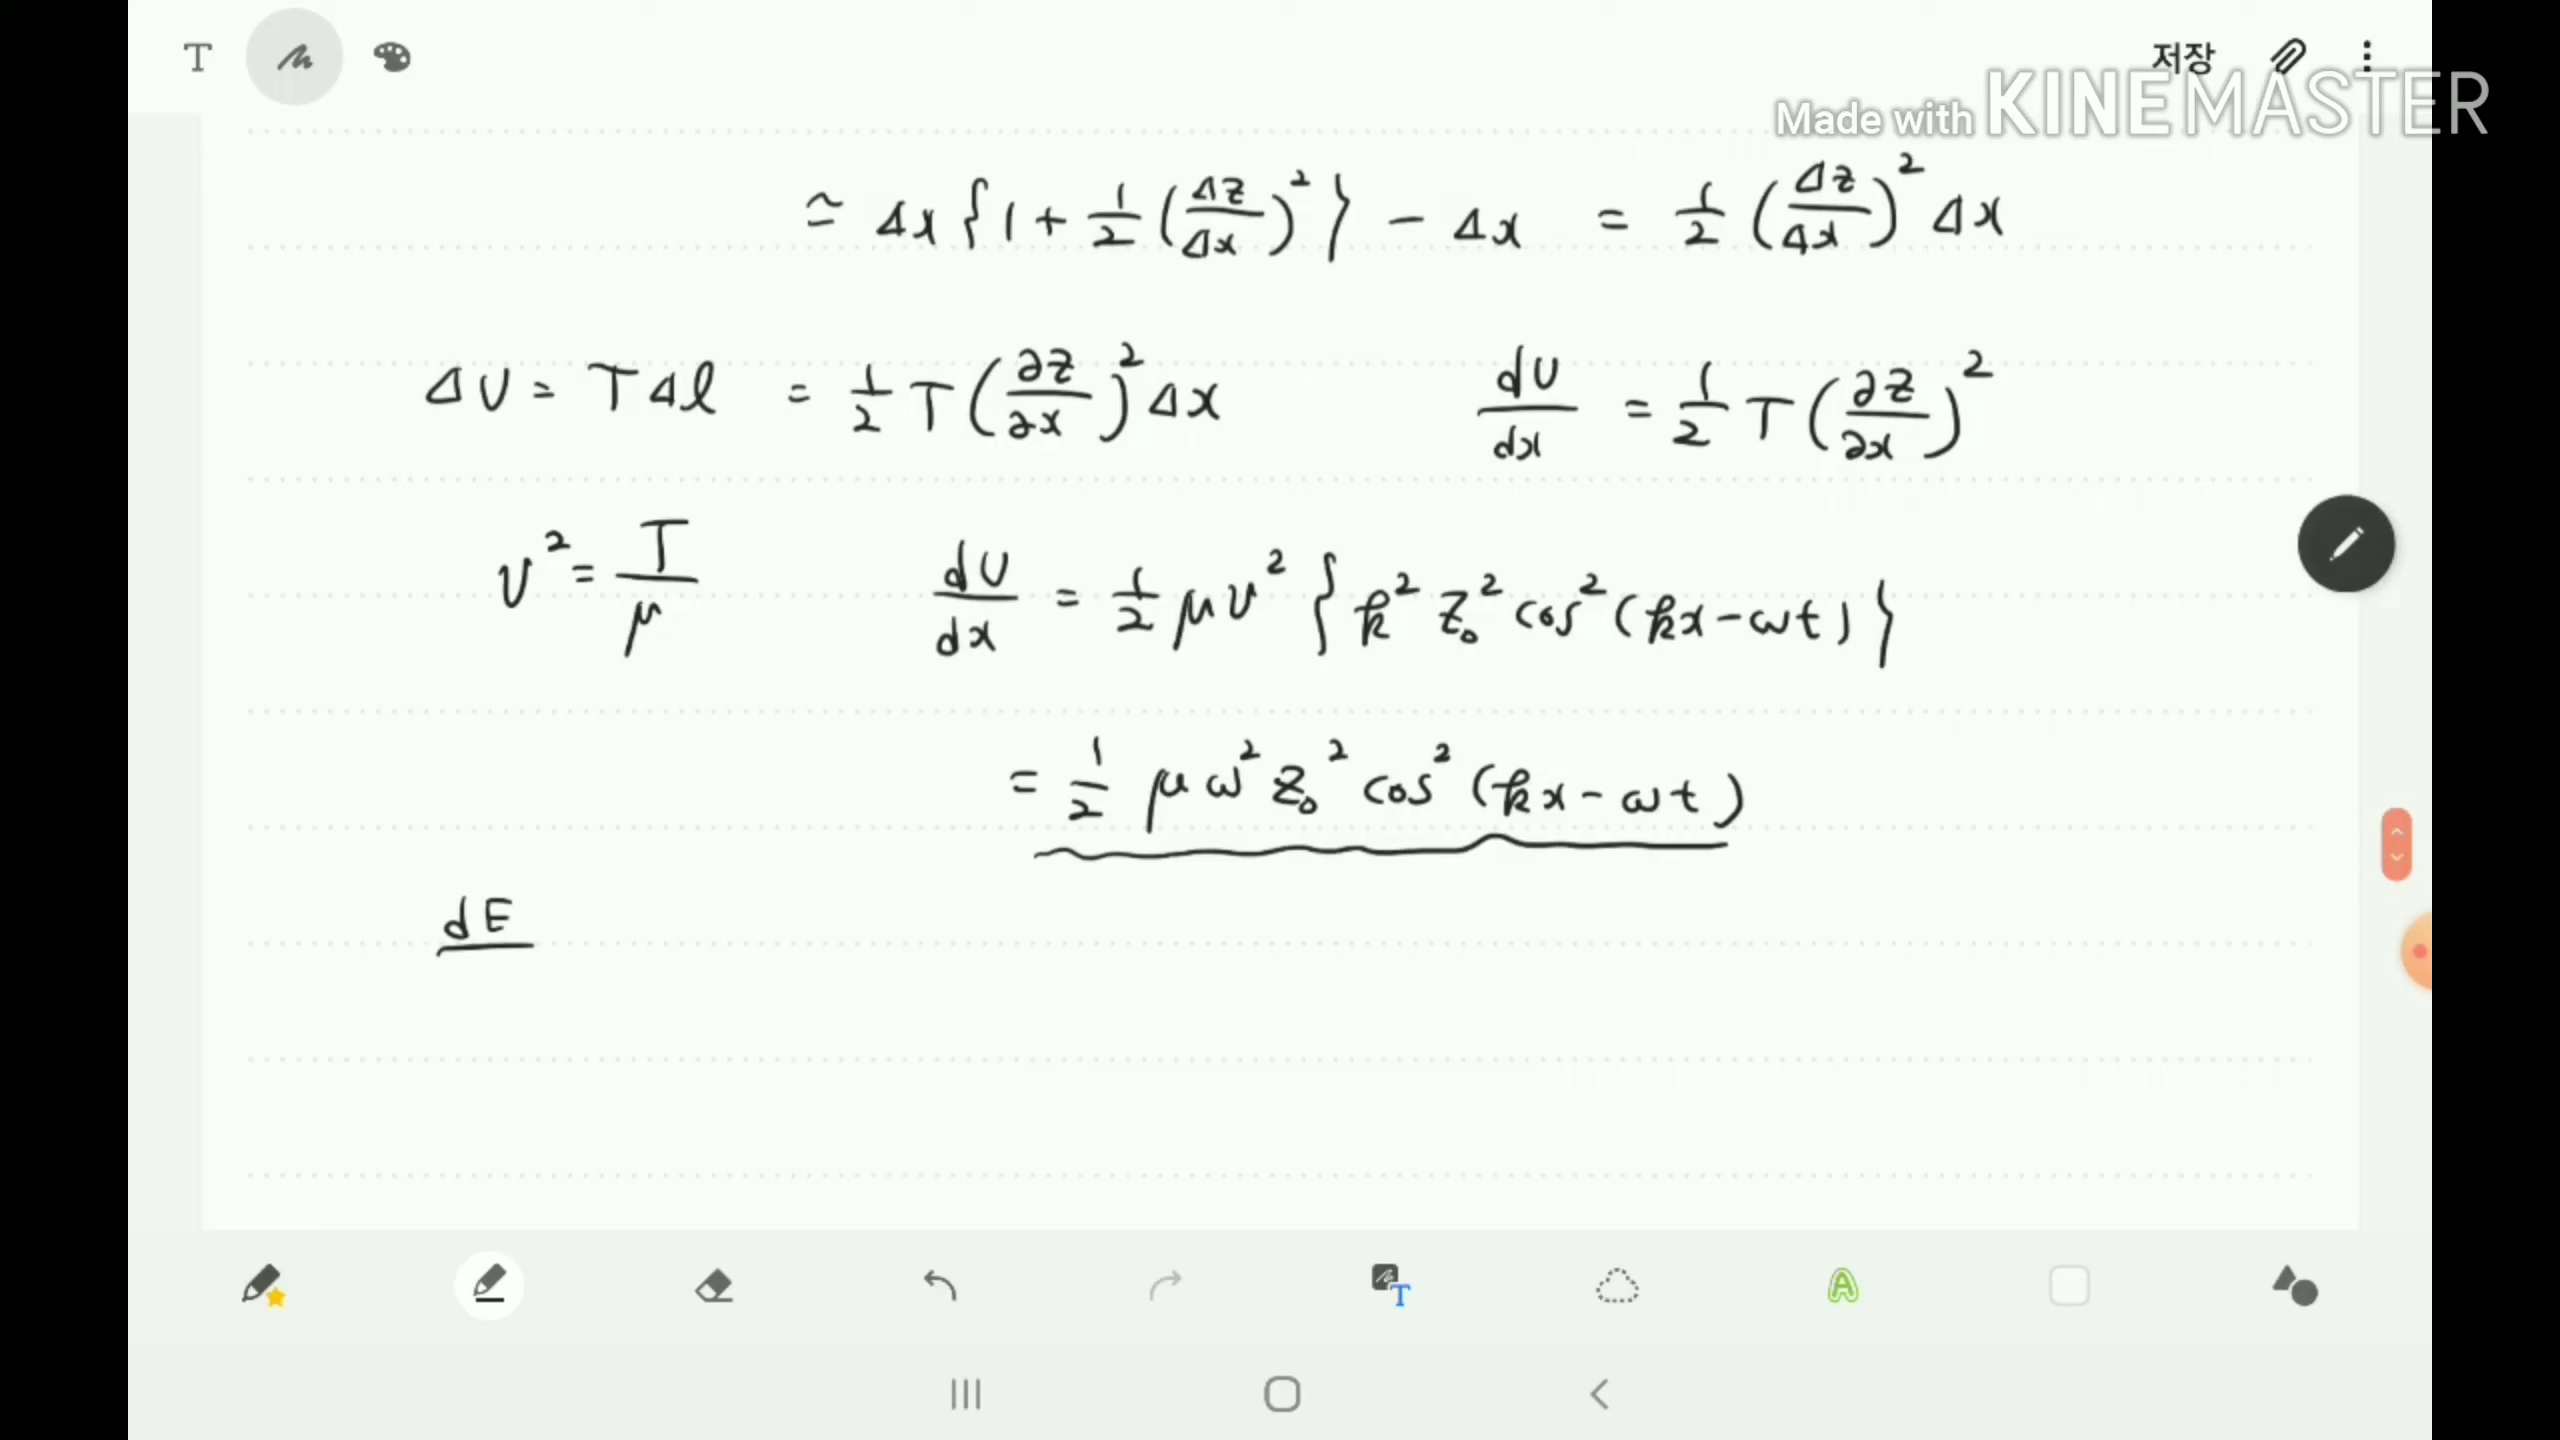 저장
Made with KINEMASTER
≃ Δx {1 + 1/2 (Δz/Δx)²} − Δx = 1/2 (Δz/Δx)² Δx
ΔU = TΔl = 1/2 T(∂z/∂x)² Δx    dU/dx = 1/2 T(∂z/∂x)²
v² = T/μ    dU/dx = 1/2 μv² {k² z₀² cos² (kx − ωt)}
= 1/2 μω² z₀² cos² (kx − ωt)
dE